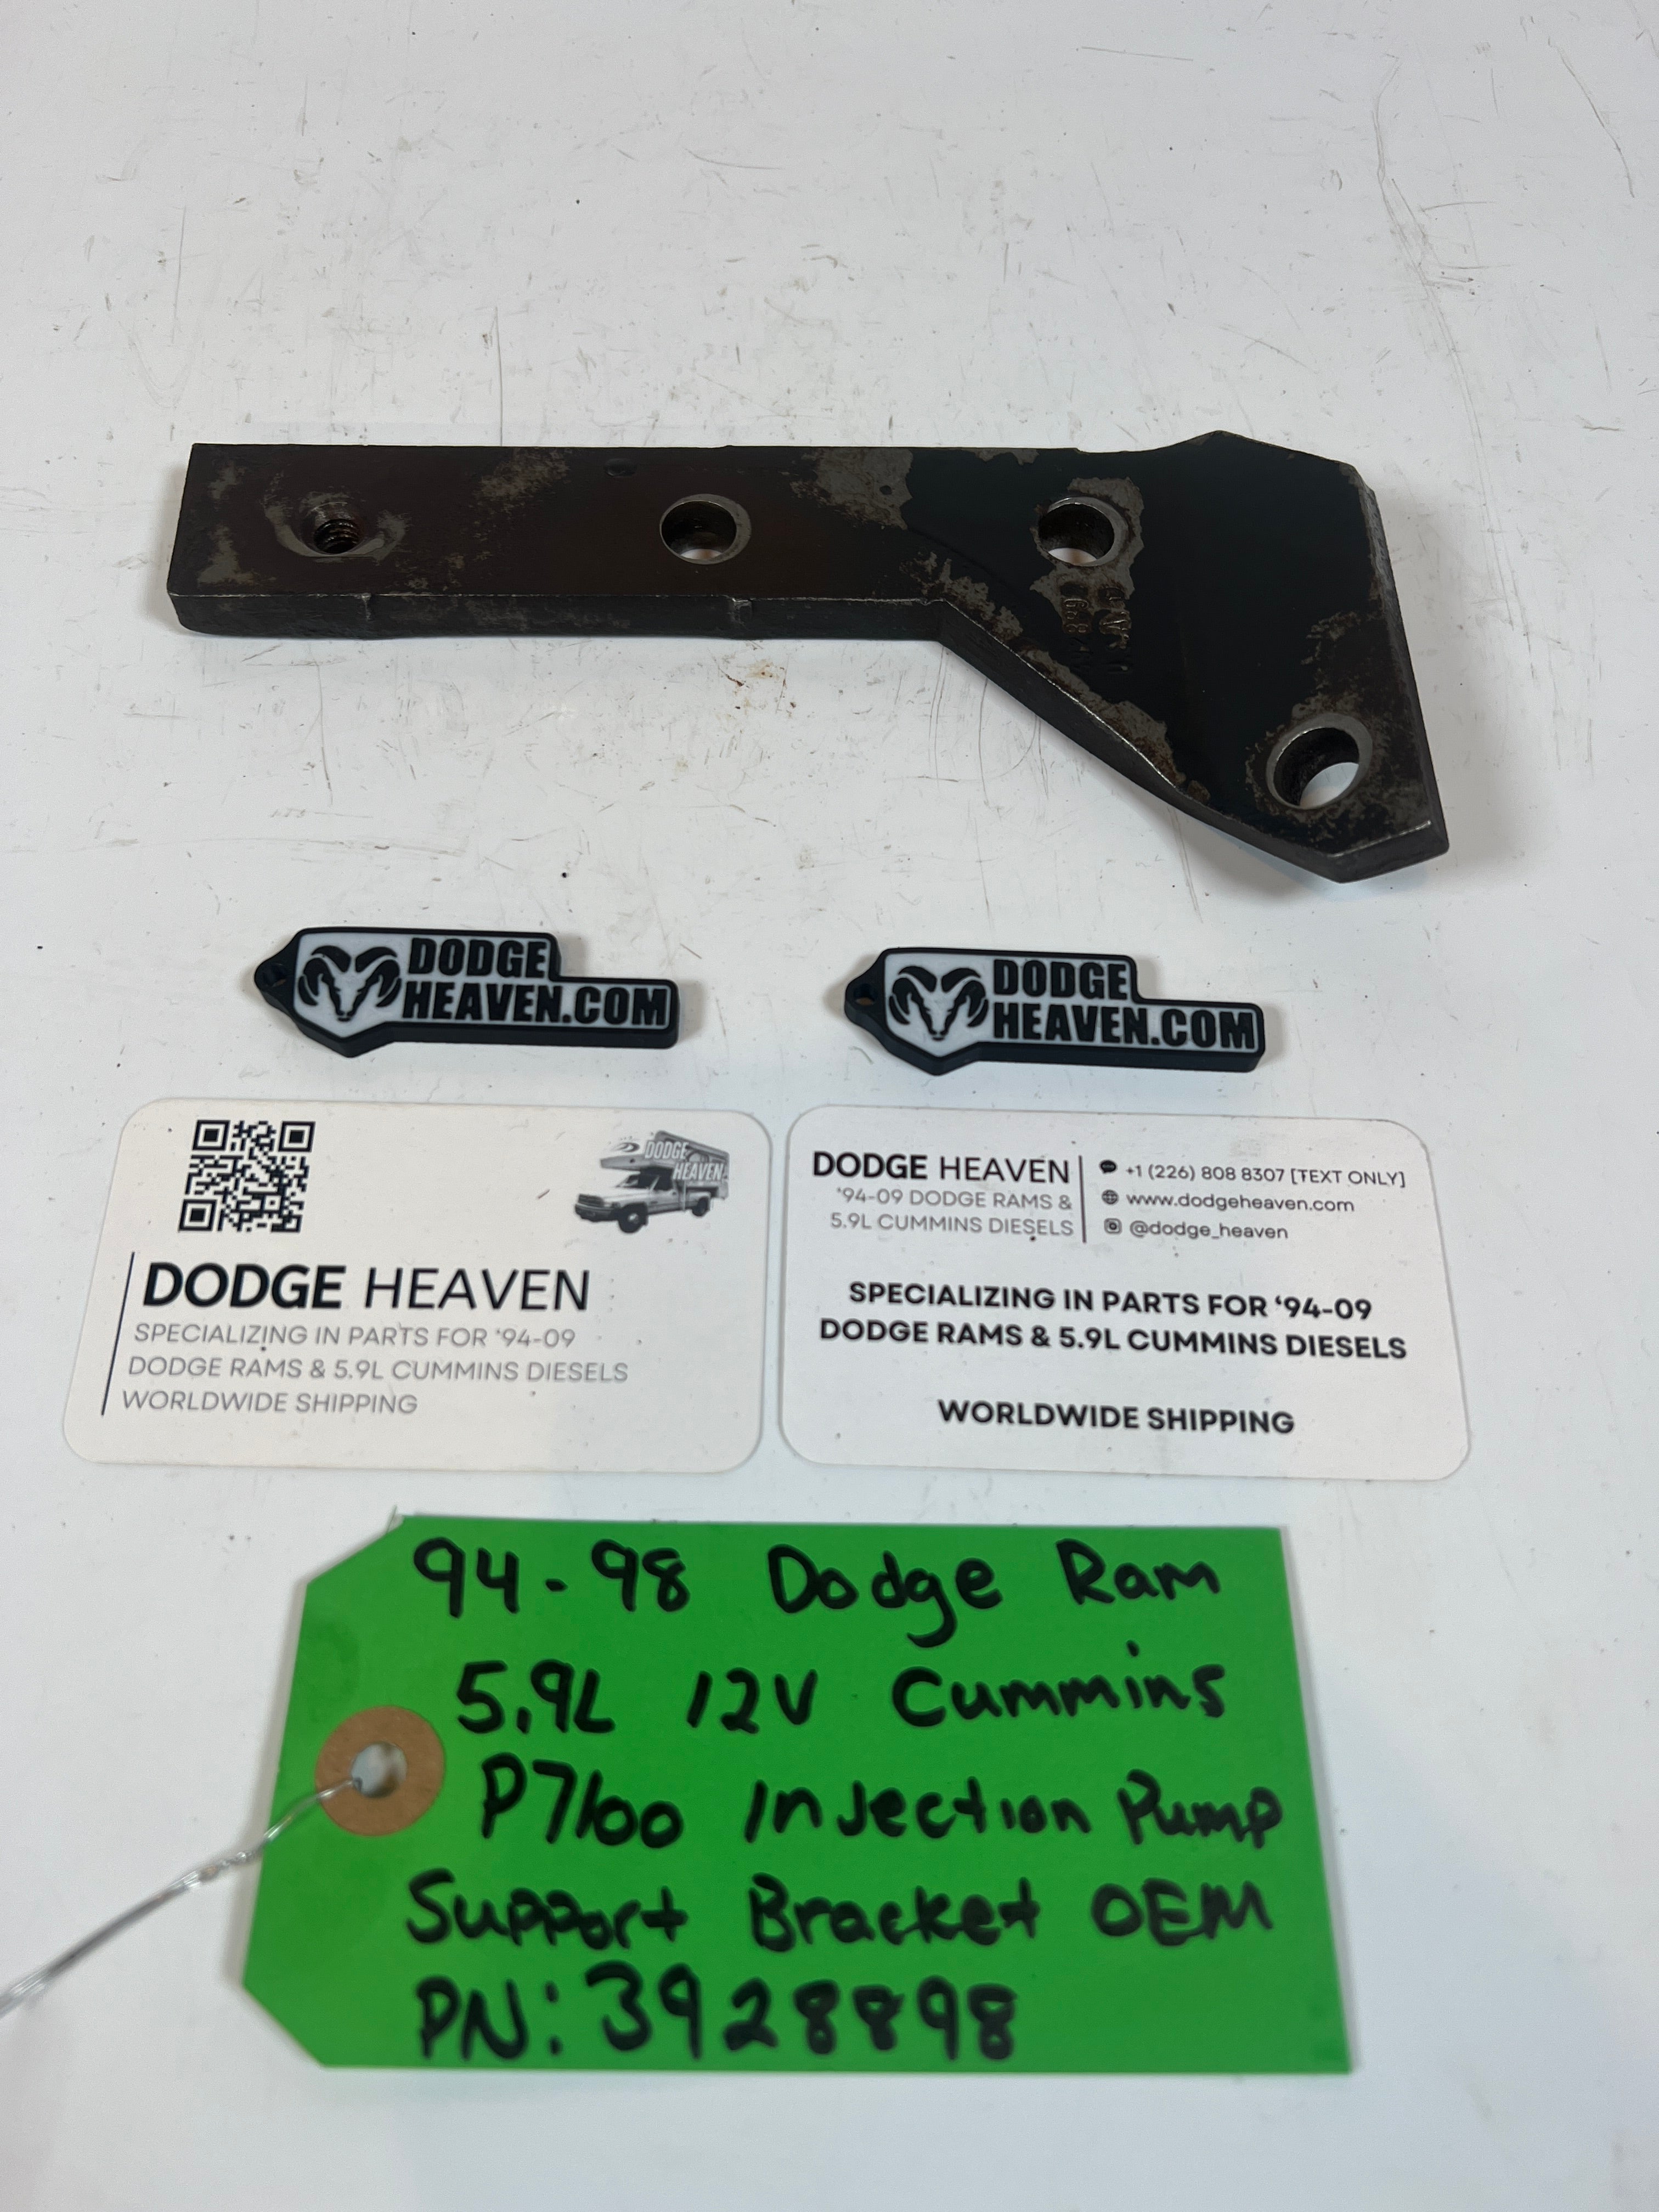 DODGE
HEAVEN.COM
DODGE
HEAVEN.COM
DODGE
HEAVEN
DODGE HEAVEN
SPECIALIZING IN PARTS FOR ‘94-09
DODGE RAMS & 5.9L CUMMINS DIESELS
WORLDWIDE SHIPPING
DODGE HEAVEN
‘94-09 DODGE RAMS &
5.9L CUMMINS DIESELS
+1 (226) 808 8307 [TEXT ONLY]
www.dodgeheaven.com
@dodge_heaven
SPECIALIZING IN PARTS FOR ‘94-09
DODGE RAMS & 5.9L CUMMINS DIESELS
WORLDWIDE SHIPPING
94-98 Dodge Ram
5.9L 12V Cummins
P7100 Injection Pump
Support Bracket OEM
PN: 3928898